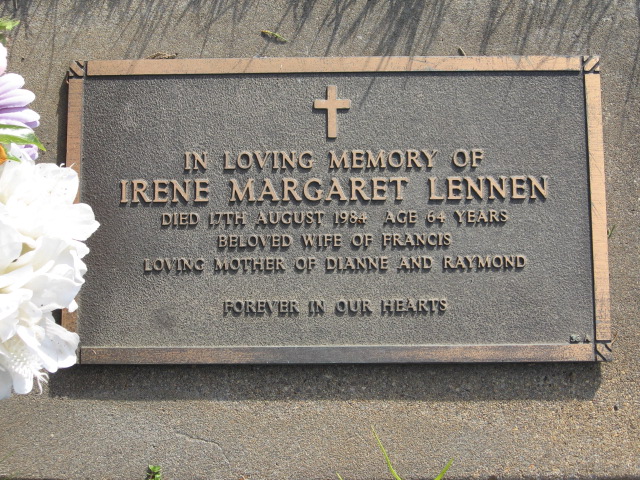 IN LOVING MEMORY OF
IRENE MARGARET LENNEN
DIED 17TH AUGUST 1984 AGE 64 YEARS
BELOVED WIFE OF FRANCIS
LOVING MOTHER OF DIANNE AND RAYMOND
FOREVER IN OUR HEARTS